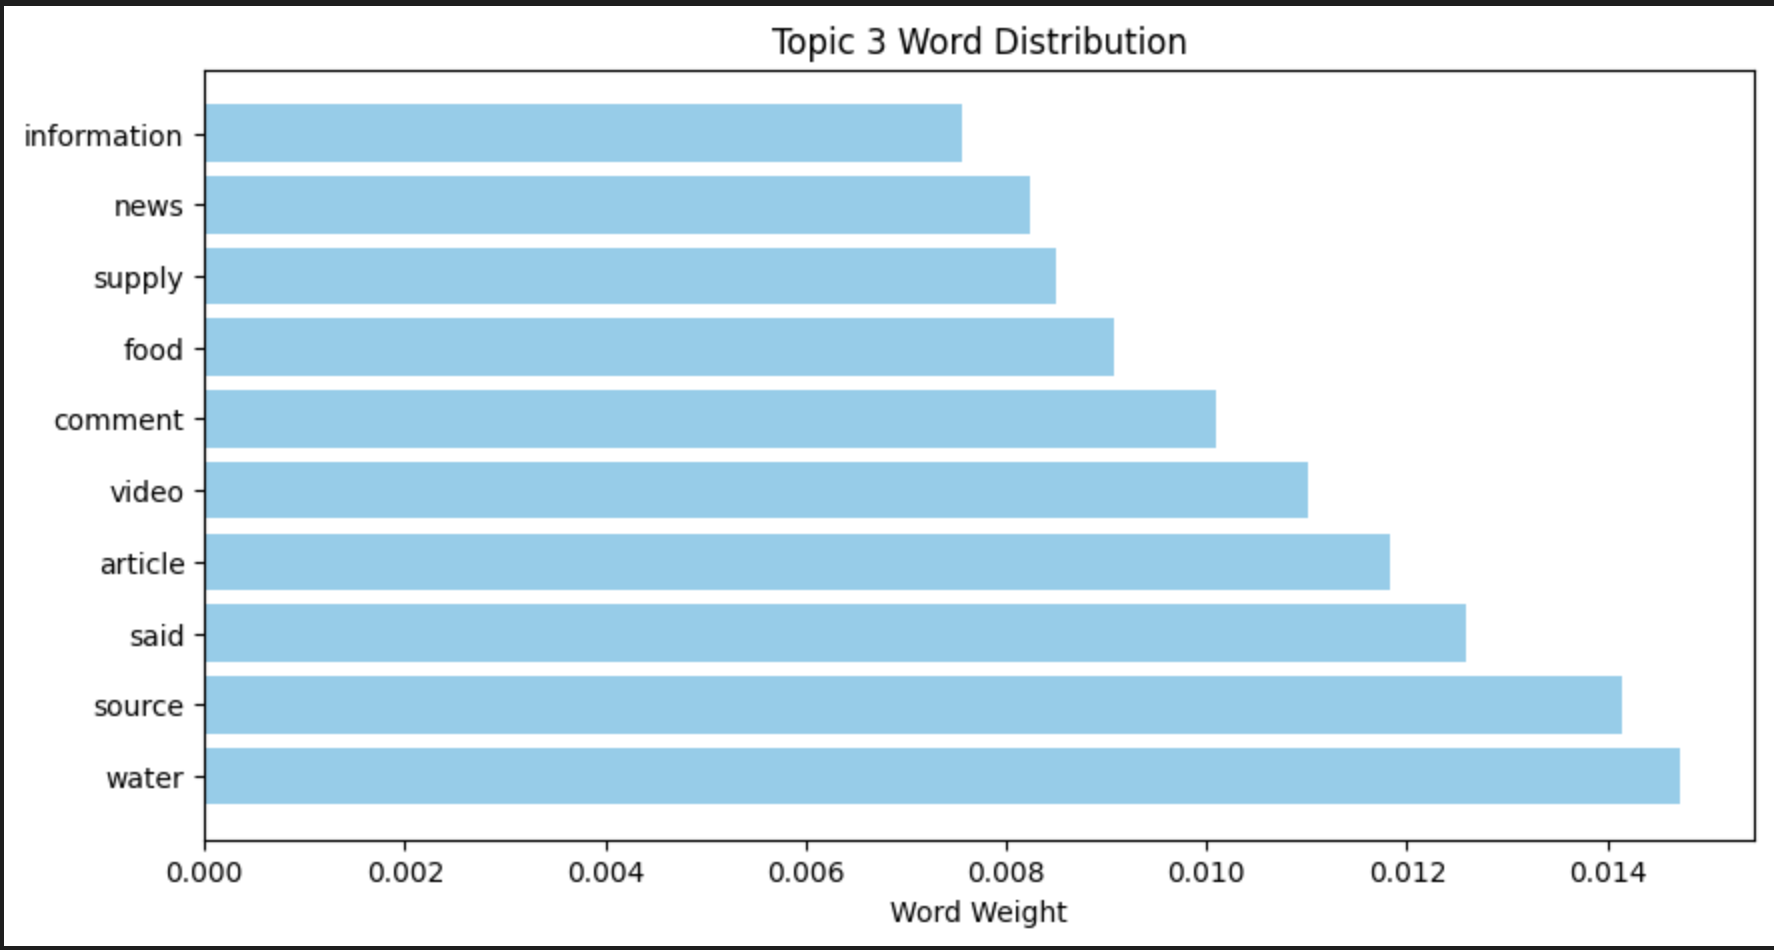 Topic 3 Word Distribution
information
news
supply
food
comment
video
article
said
source
water
0.000 0.002 0.004 0.006 0.008 0.010 0.012 0.014
Word Weight